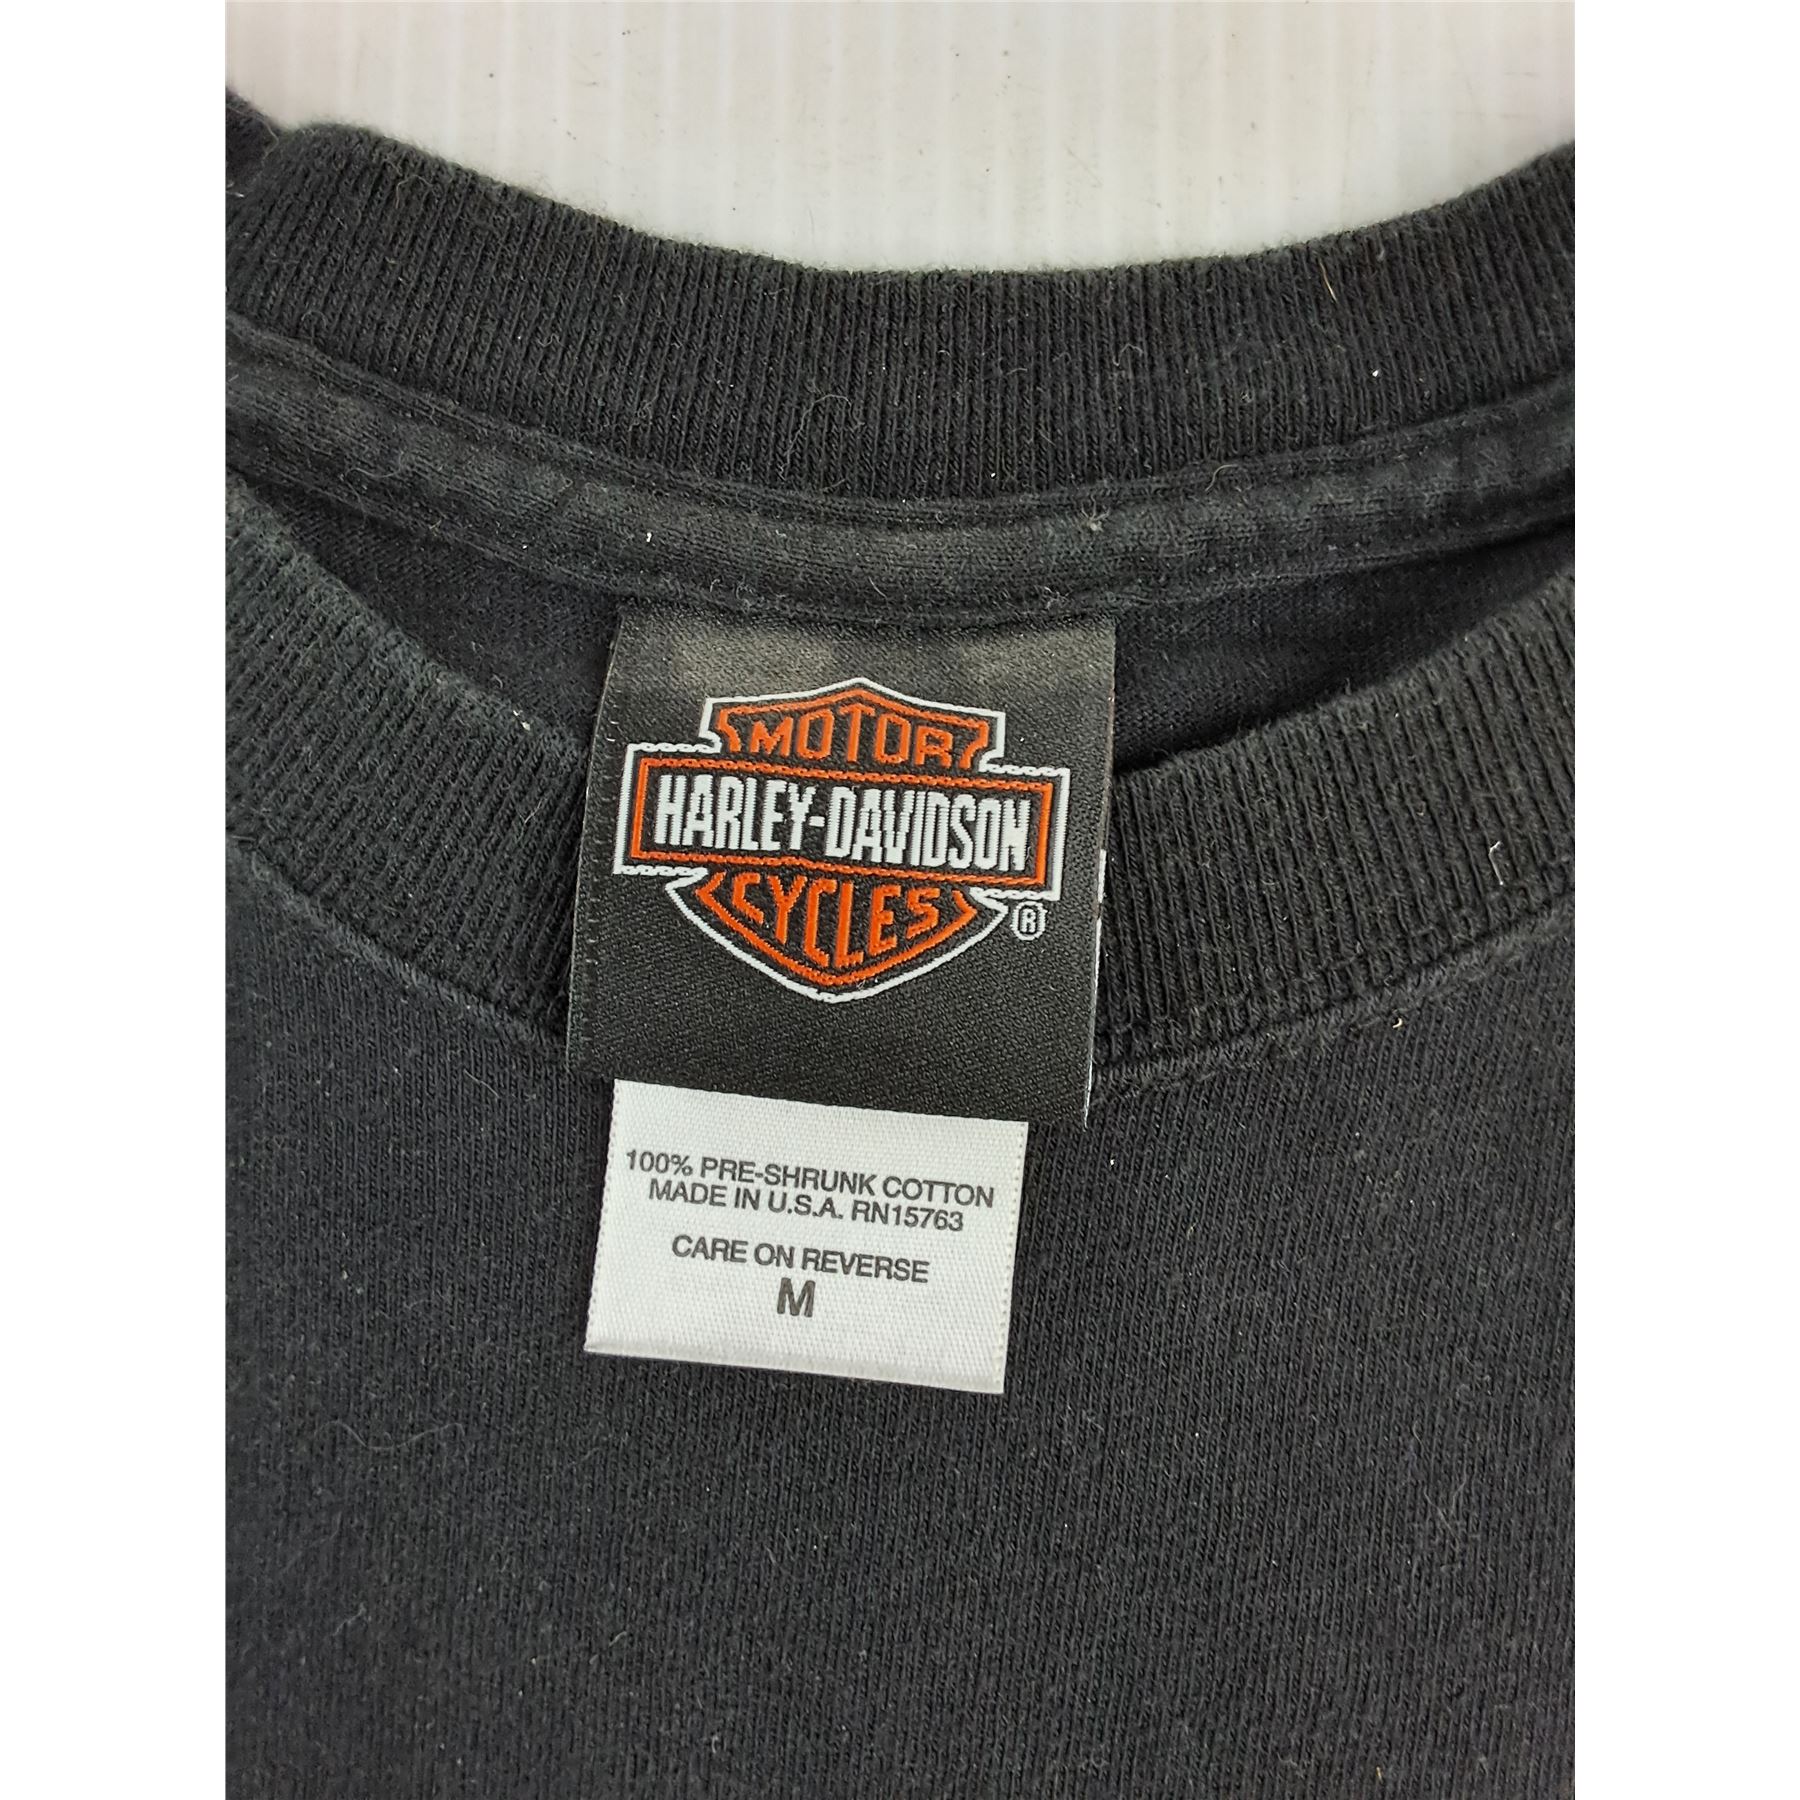 MOTOR
HARLEY-DAVIDSON
CYCLES
®
100% PRE-SHRUNK COTTON
MADE IN U.S.A. RN15763
CARE ON REVERSE
M